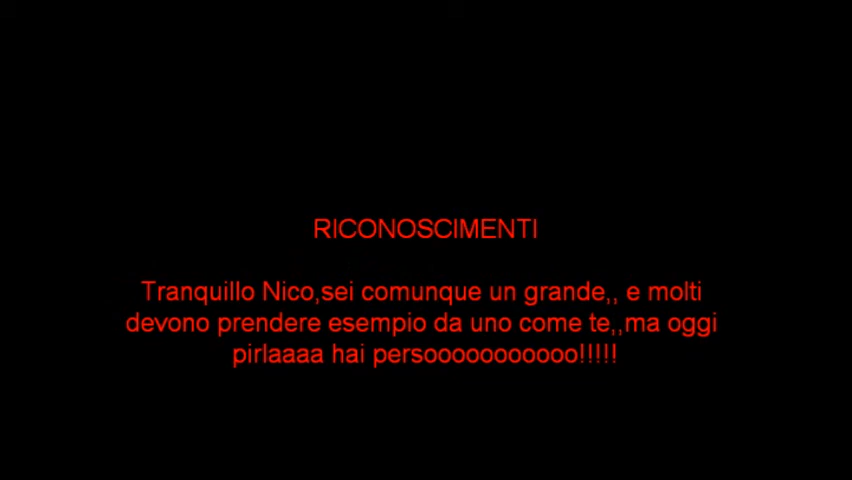 RICONOSCIMENTI
Tranquillo Nico,sei comunque un grande,, e molti
devono prendere esempio da uno come te,,ma oggi
pirlaaaa hai persooooooooooo!!!!!